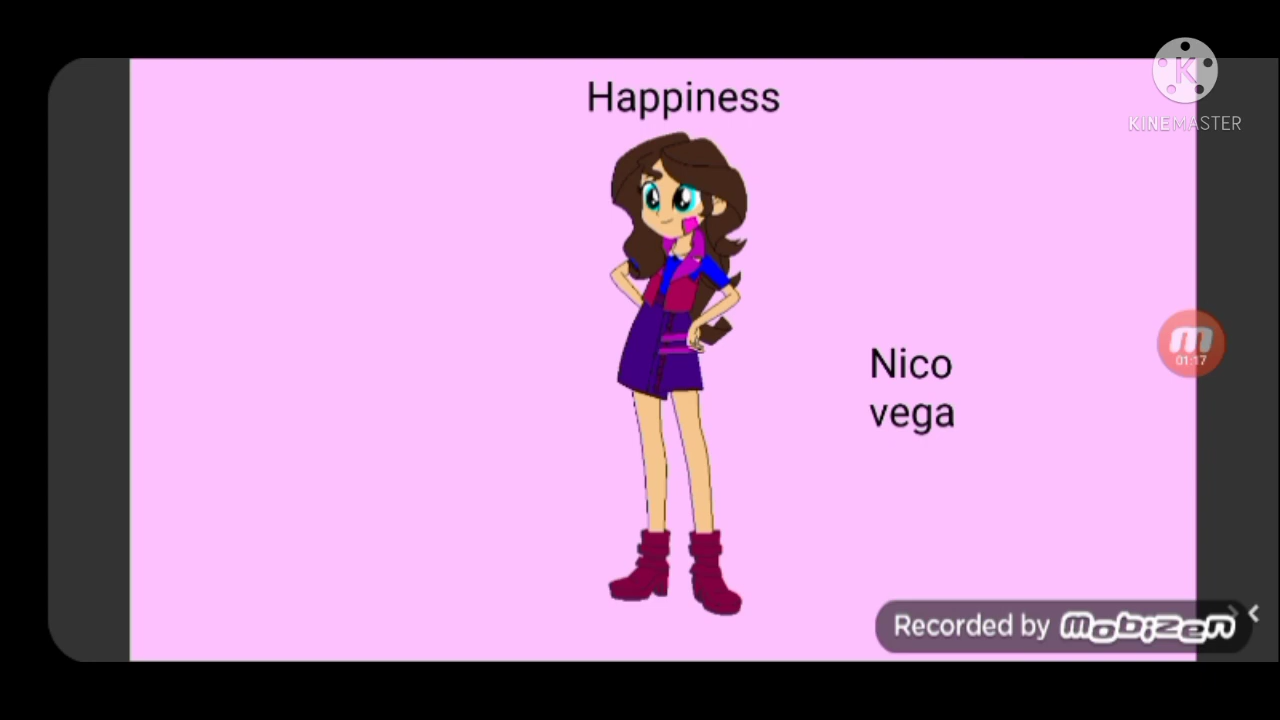 Happiness
KINEMASTER
Nico
vega
01:17
Recorded by Mobizen